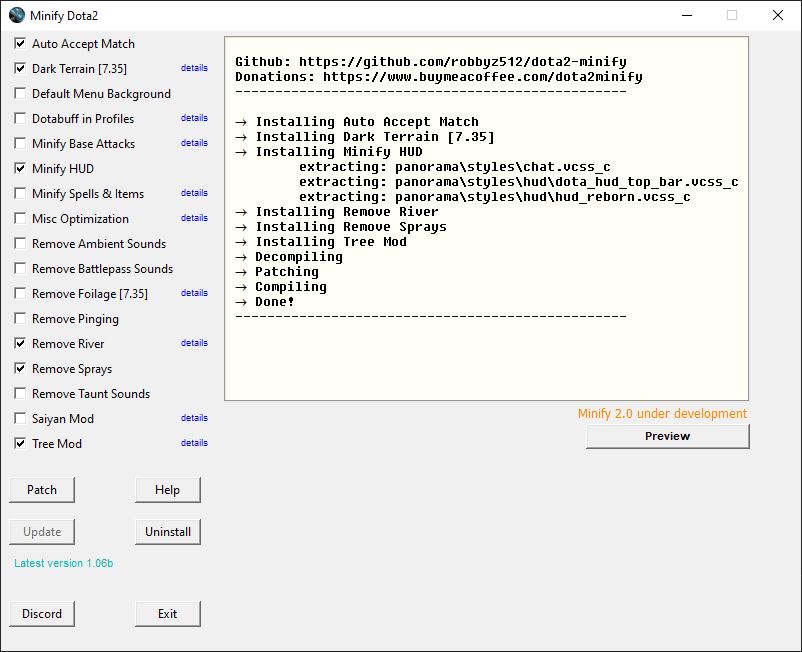 Minify Dota2
Auto Accept Match
Dark Terrain [7.35] details
Default Menu Background
Dotabuff in Profiles details
Minify Base Attacks details
Minify HUD
Minify Spells & Items details
Misc Optimization details
Remove Ambient Sounds
Remove Battlepass Sounds
Remove Foilage [7.35] details
Remove Pinging
Remove River details
Remove Sprays
Remove Taunt Sounds
Saiyan Mod details
Tree Mod details
Patch Help
Update Uninstall
Latest version 1.06b
Discord Exit
Github: https://github.com/robbyz512/dota2-minify
Donations: https://www.buymeacoffee.com/dota2minify
-------------------------------------------------
→ Installing Auto Accept Match
→ Installing Dark Terrain [7.35]
→ Installing Minify HUD
extracting: panorama\styles\chat.vcss_c
extracting: panorama\styles\hud\dota_hud_top_bar.vcss_c
extracting: panorama\styles\hud\hud_reborn.vcss_c
→ Installing Remove River
→ Installing Remove Sprays
→ Installing Tree Mod
→ Decompiling
→ Patching
→ Compiling
→ Done!
-------------------------------------------------
Minify 2.0 under development
Preview